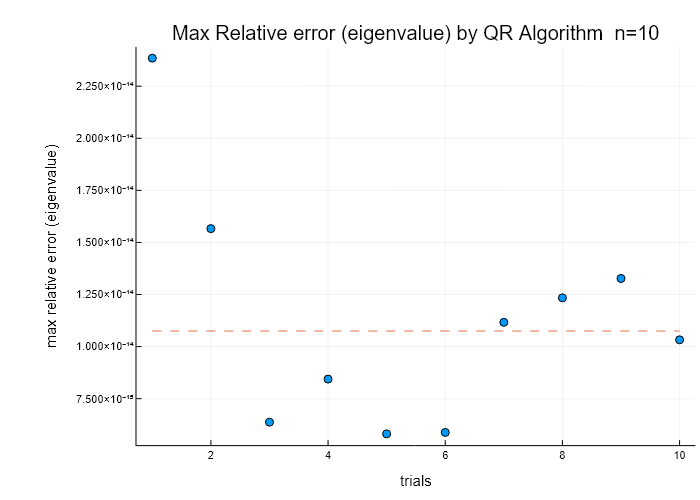 Max Relative error (eigenvalue) by QR Algorithm  n=10
max relative error (eigenvalue)
2.250×10⁻¹⁴
2.000×10⁻¹⁴
1.750×10⁻¹⁴
1.500×10⁻¹⁴
1.250×10⁻¹⁴
1.000×10⁻¹⁴
7.500×10⁻¹⁵
2 4 6 8 10
trials